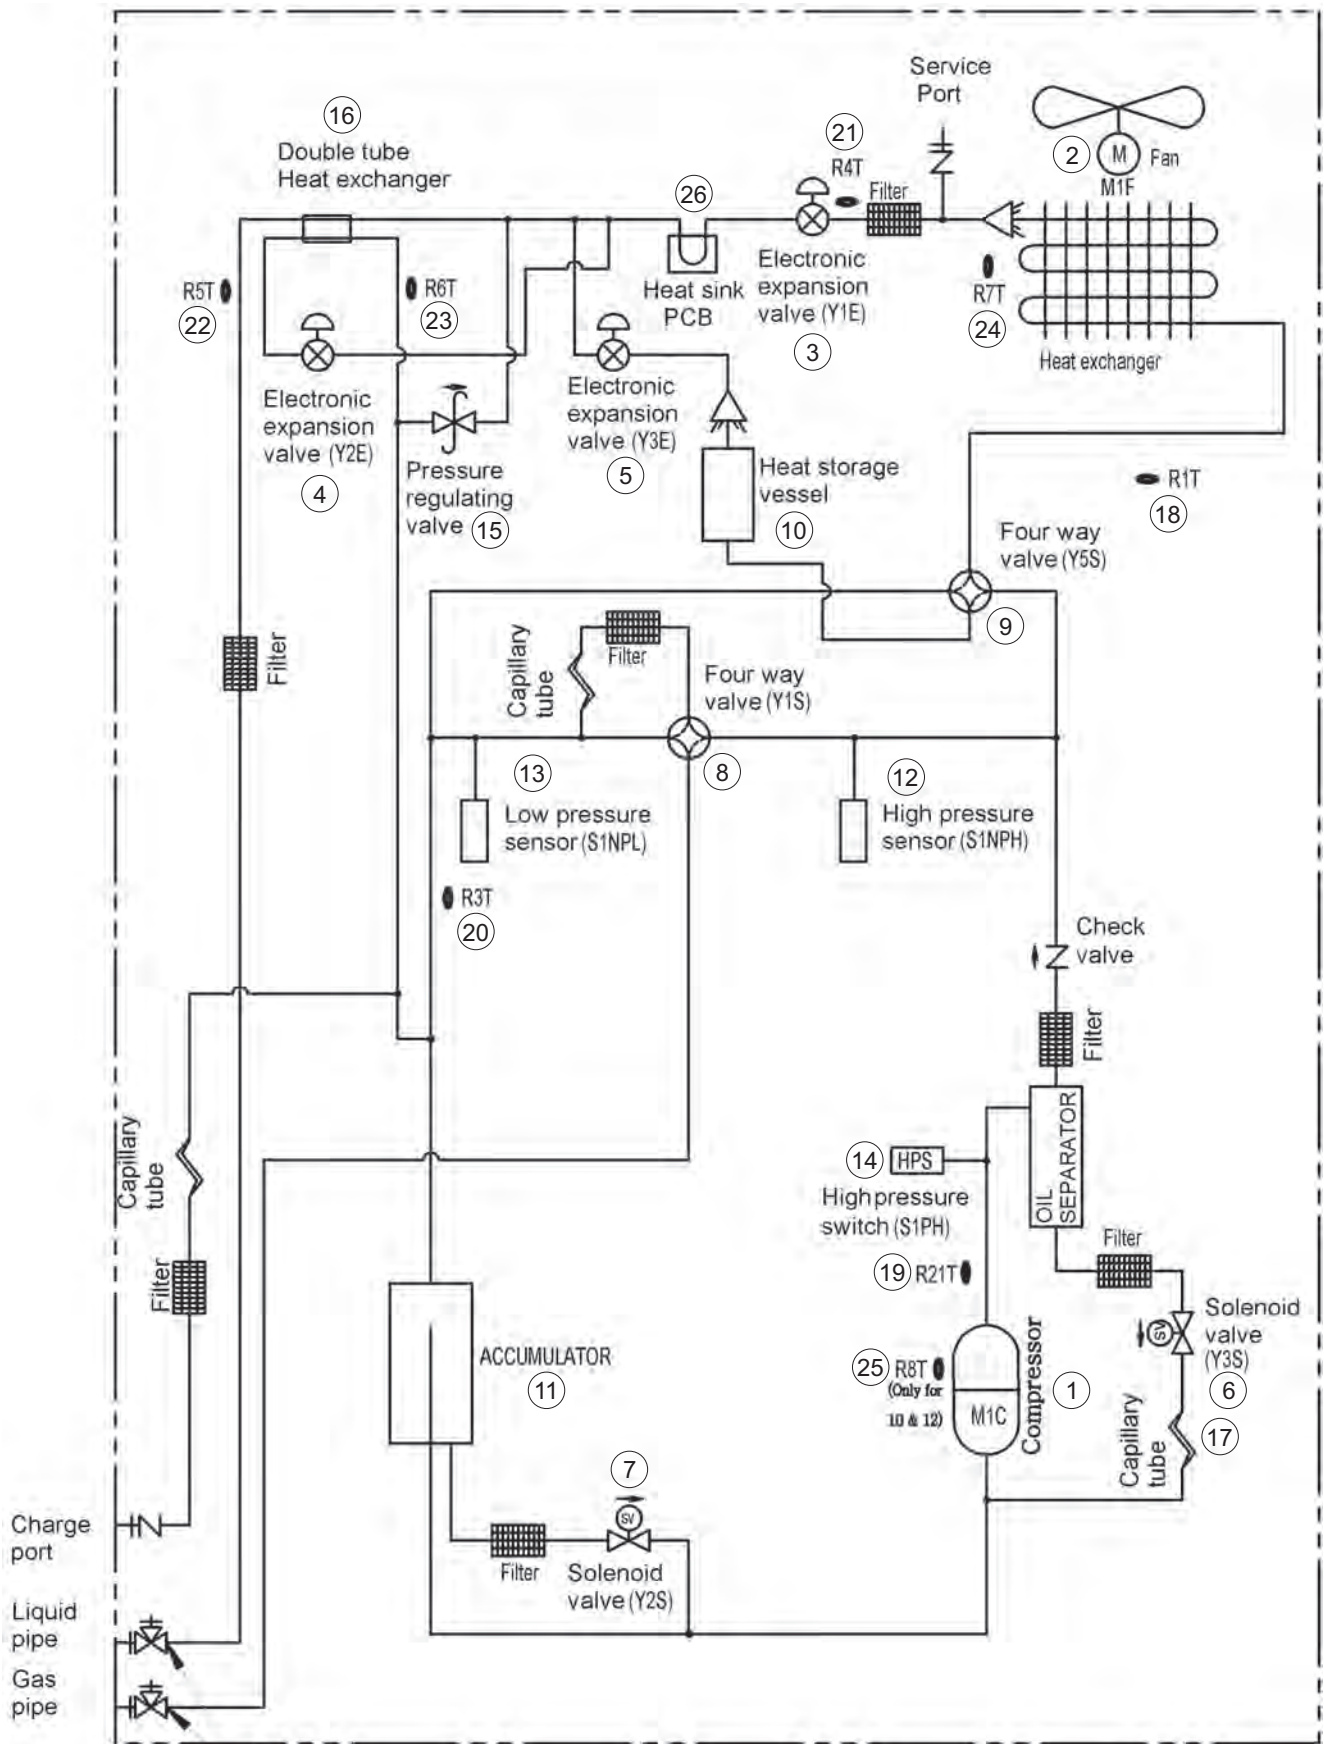 Service
Port
16
Double tube
Heat exchanger
21
R4T
Filter
26
2
M
Fan
M1F
R5T
22
R6T
23
Heat sink
PCB
Electronic
expansion
valve (Y1E)
3
R7T
24
Heat exchanger
Electronic
expansion
valve (Y2E)
4
Electronic
expansion
valve (Y3E)
5
Pressure
regulating
valve
15
Heat storage
vessel
10
R1T
18
Four way
valve (Y5S)
9
Filter
Capillary
tube
Filter
Four way
valve (Y1S)
8
13
Low pressure
sensor (S1NPL)
12
High pressure
sensor (S1NPH)
R3T
20
Check
valve
Filter
OIL
SEPARATOR
Capillary
tube
Filter
14
HPS
High pressure
switch (S1PH)
19
R21T
Filter
Solenoid
valve
(Y3S)
6
SV
ACCUMULATOR
11
25
R8T
(Only for
10 & 12)
M1C
Compressor
1
Capillary
tube
17
7
SV
Filter
Solenoid
valve (Y2S)
Charge
port
Liquid
pipe
Gas
pipe